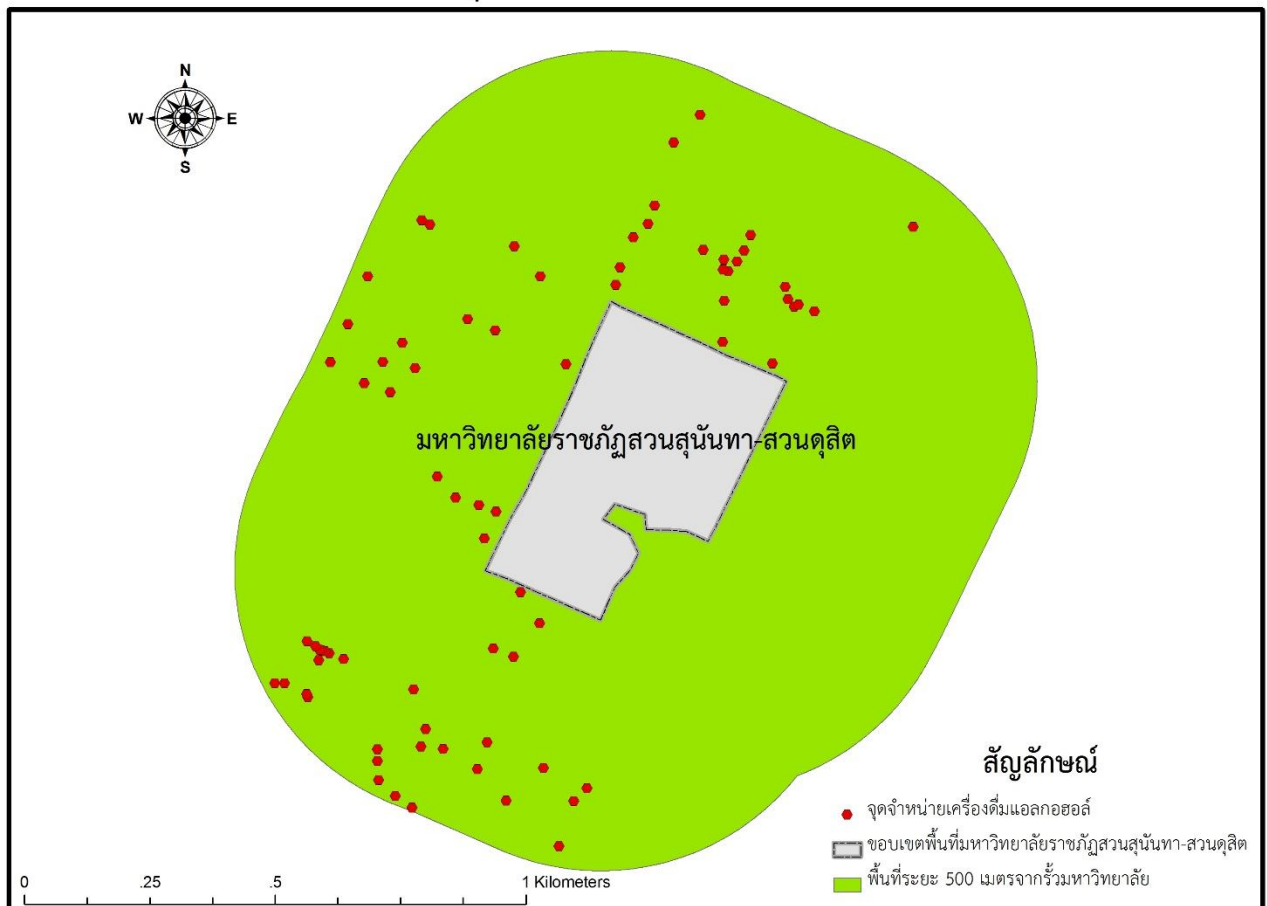 N
W E
S
มหาวิทยาลัยราชภัฏสวนสุนันทา-สวนดุสิต
สัญลักษณ์
จุดจำหน่ายเครื่องดื่มแอลกอฮอล์
ขอบเขตพื้นที่มหาวิทยาลัยราชภัฏสวนสุนันทา-สวนดุสิต
พื้นที่ระยะ 500 เมตรจากรั้วมหาวิทยาลัย
0 .25 .5 1 Kilometers